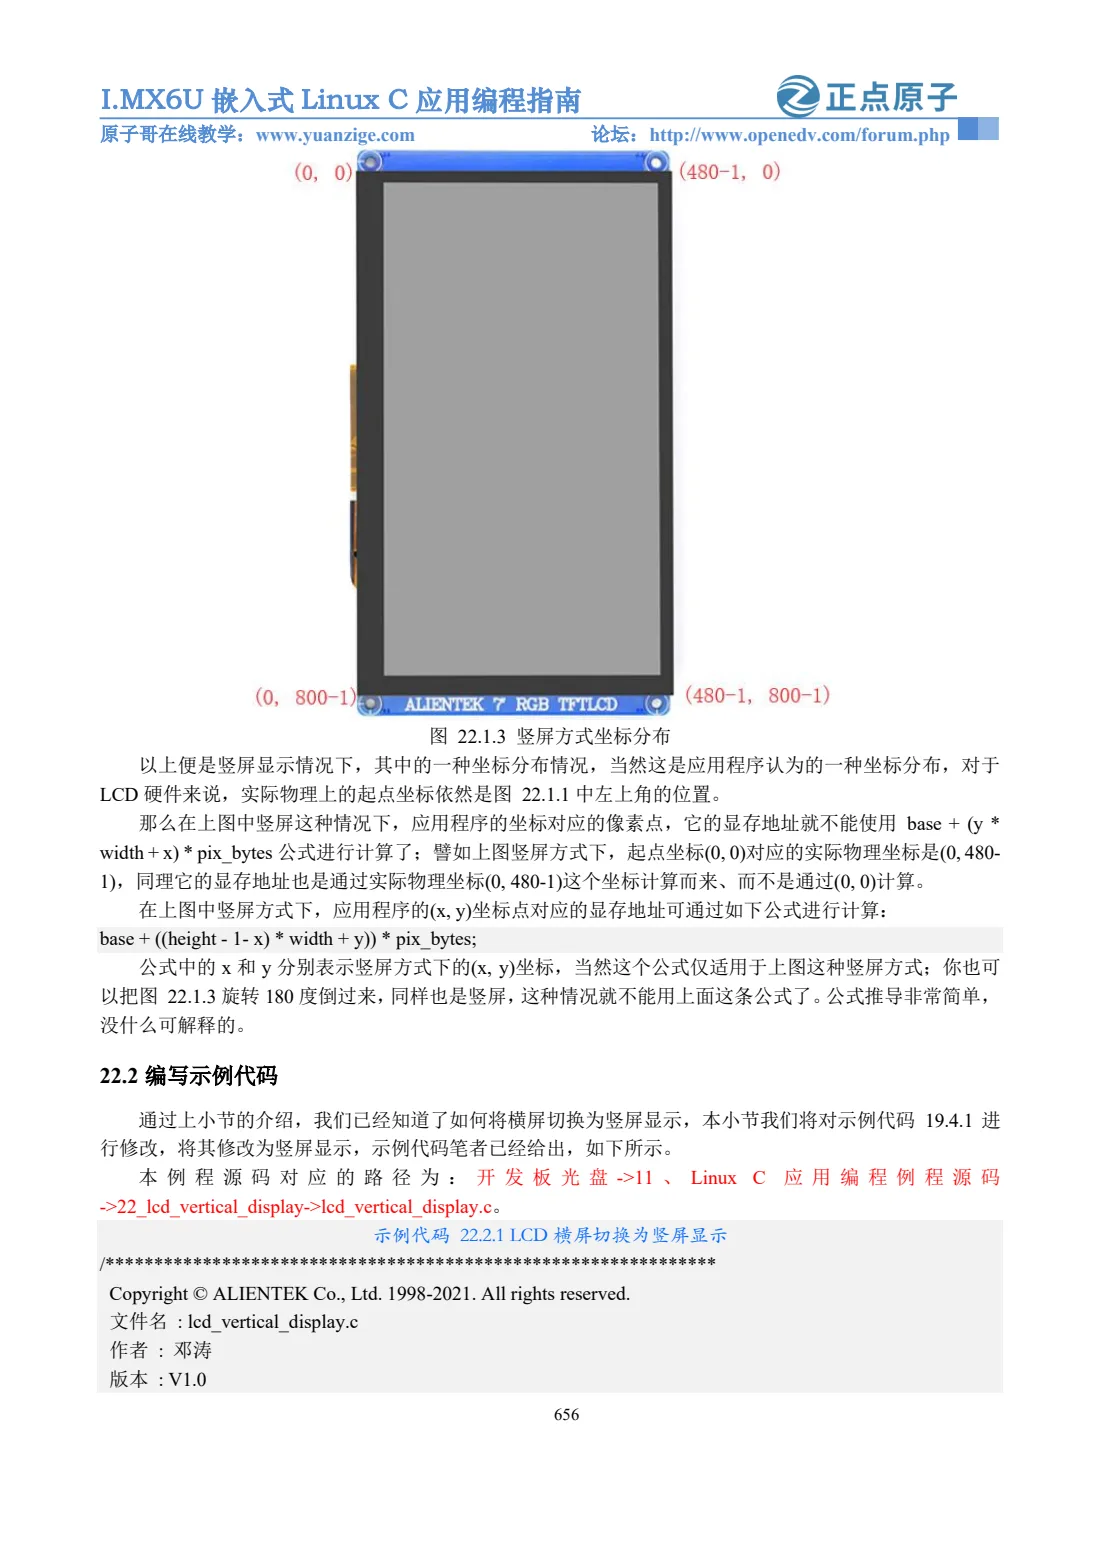 I.MX6U 嵌入式 Linux C 应用编程指南
正点原子
原子哥在线教学：www.yuanzige.com
论坛：http://www.openedv.com/forum.php
(0, 0)
(480-1, 0)
(0, 800-1)
(480-1, 800-1)
ALIENTEK 7" RGB TFTLCD
图 22.1.3 竖屏方式坐标分布
以上便是竖屏显示情况下，其中的一种坐标分布情况，当然这是应用程序认为的一种坐标分布，对于
LCD 硬件来说，实际物理上的起点坐标依然是图 22.1.1 中左上角的位置。
那么在上图中竖屏这种情况下，应用程序的坐标对应的像素点，它的显存地址就不能使用 base + (y *
width + x) * pix_bytes 公式进行计算了；譬如上图竖屏方式下，起点坐标(0, 0)对应的实际物理坐标是(0, 480-
1)，同理它的显存地址也是通过实际物理坐标(0, 480-1)这个坐标计算而来、而不是通过(0, 0)计算。
在上图中竖屏方式下，应用程序的(x, y)坐标点对应的显存地址可通过如下公式进行计算：
base + ((height - 1- x) * width + y)) * pix_bytes;
公式中的 x 和 y 分别表示竖屏方式下的(x, y)坐标，当然这个公式仅适用于上图这种竖屏方式；你也可
以把图 22.1.3 旋转 180 度倒过来，同样也是竖屏，这种情况就不能用上面这条公式了。公式推导非常简单，
没什么可解释的。
22.2 编写示例代码
通过上小节的介绍，我们已经知道了如何将横屏切换为竖屏显示，本小节我们将对示例代码 19.4.1 进
行修改，将其修改为竖屏显示，示例代码笔者已经给出，如下所示。
本例程源码对应的路径为：开发板光盘->11、Linux C 应用编程例程源码
->22_lcd_vertical_display->lcd_vertical_display.c。
示例代码 22.2.1 LCD 横屏切换为竖屏显示
/***************************************************************
Copyright © ALIENTEK Co., Ltd. 1998-2021. All rights reserved.
文件名 : lcd_vertical_display.c
作者 : 邓涛
版本 : V1.0
656